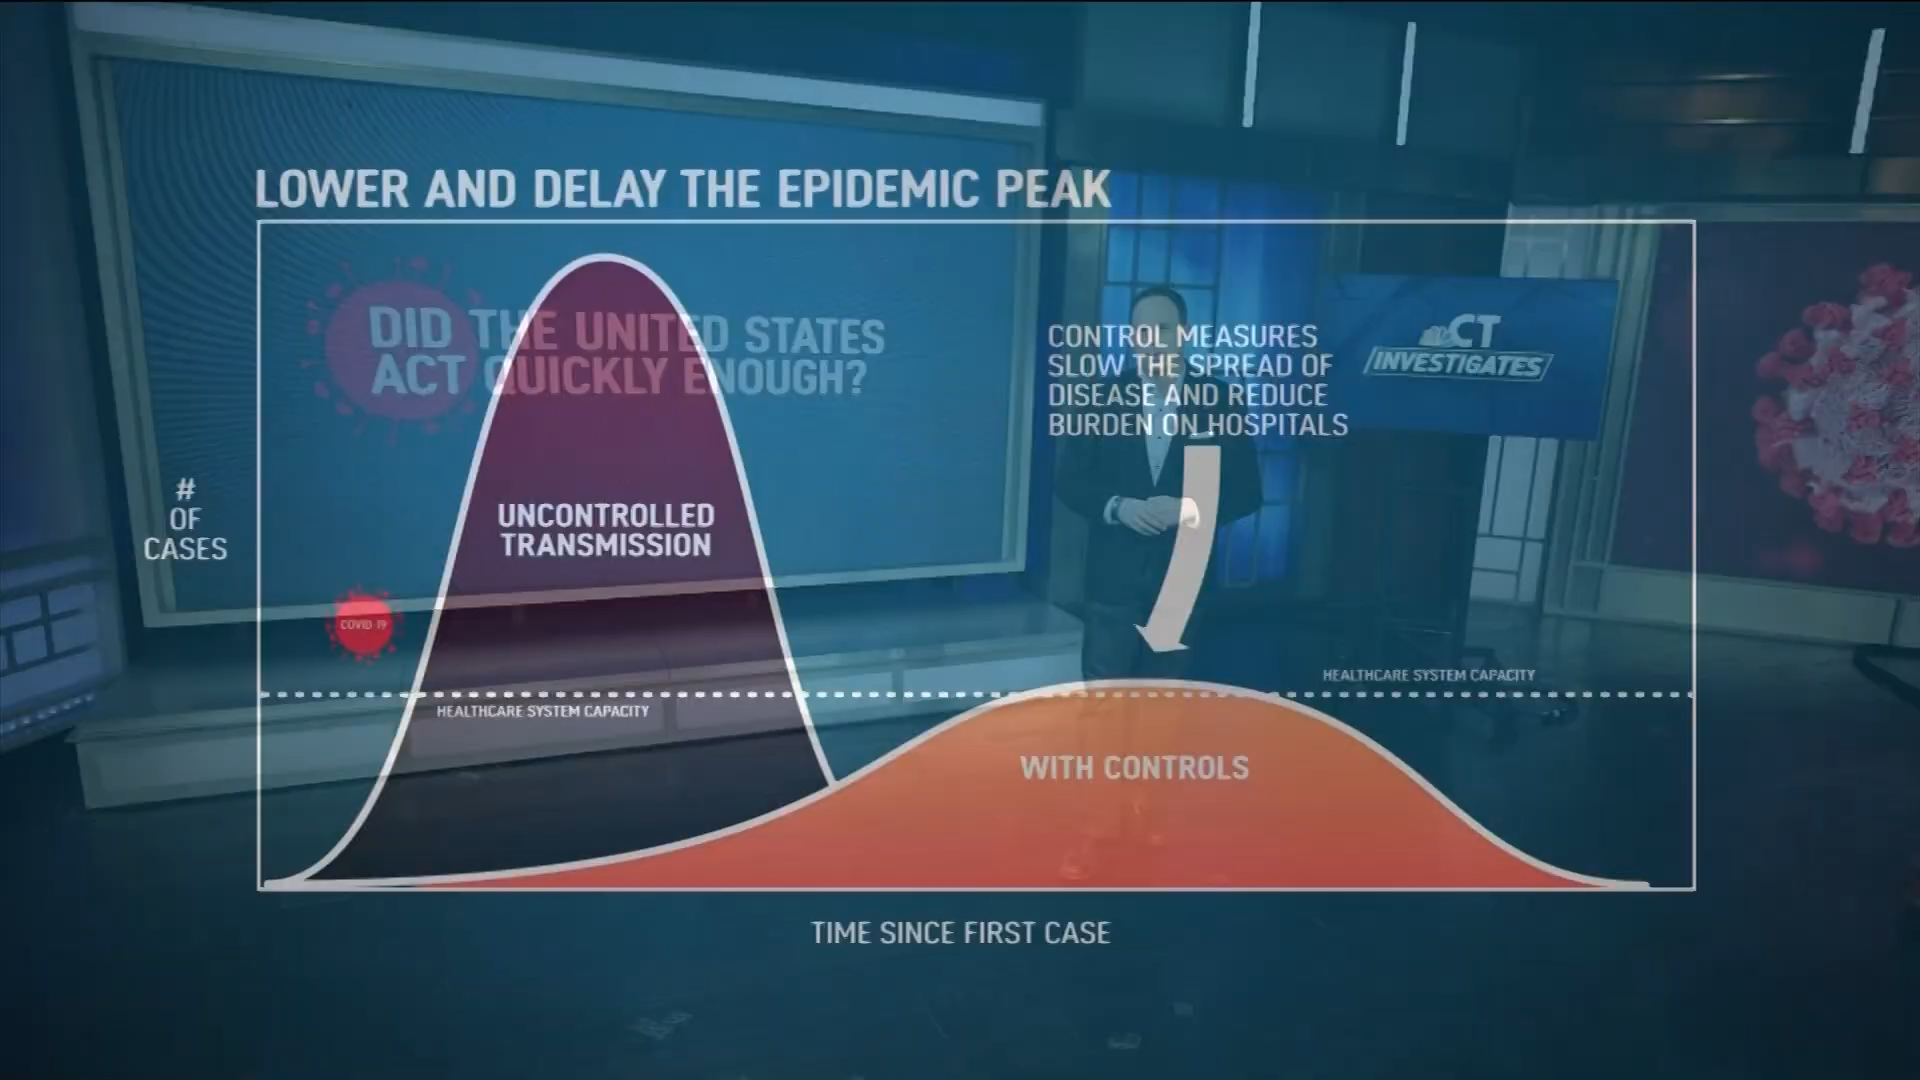 LOWER AND DELAY THE EPIDEMIC PEAK
DID THE UNITED STATES
ACT QUICKLY ENOUGH?
CONTROL MEASURES
SLOW THE SPREAD OF
DISEASE AND REDUCE
BURDEN ON HOSPITALS
CT
INVESTIGATES
#
OF
CASES
UNCONTROLLED
TRANSMISSION
COVID-19
HEALTHCARE SYSTEM CAPACITY
HEALTHCARE SYSTEM CAPACITY
WITH CONTROLS
TIME SINCE FIRST CASE